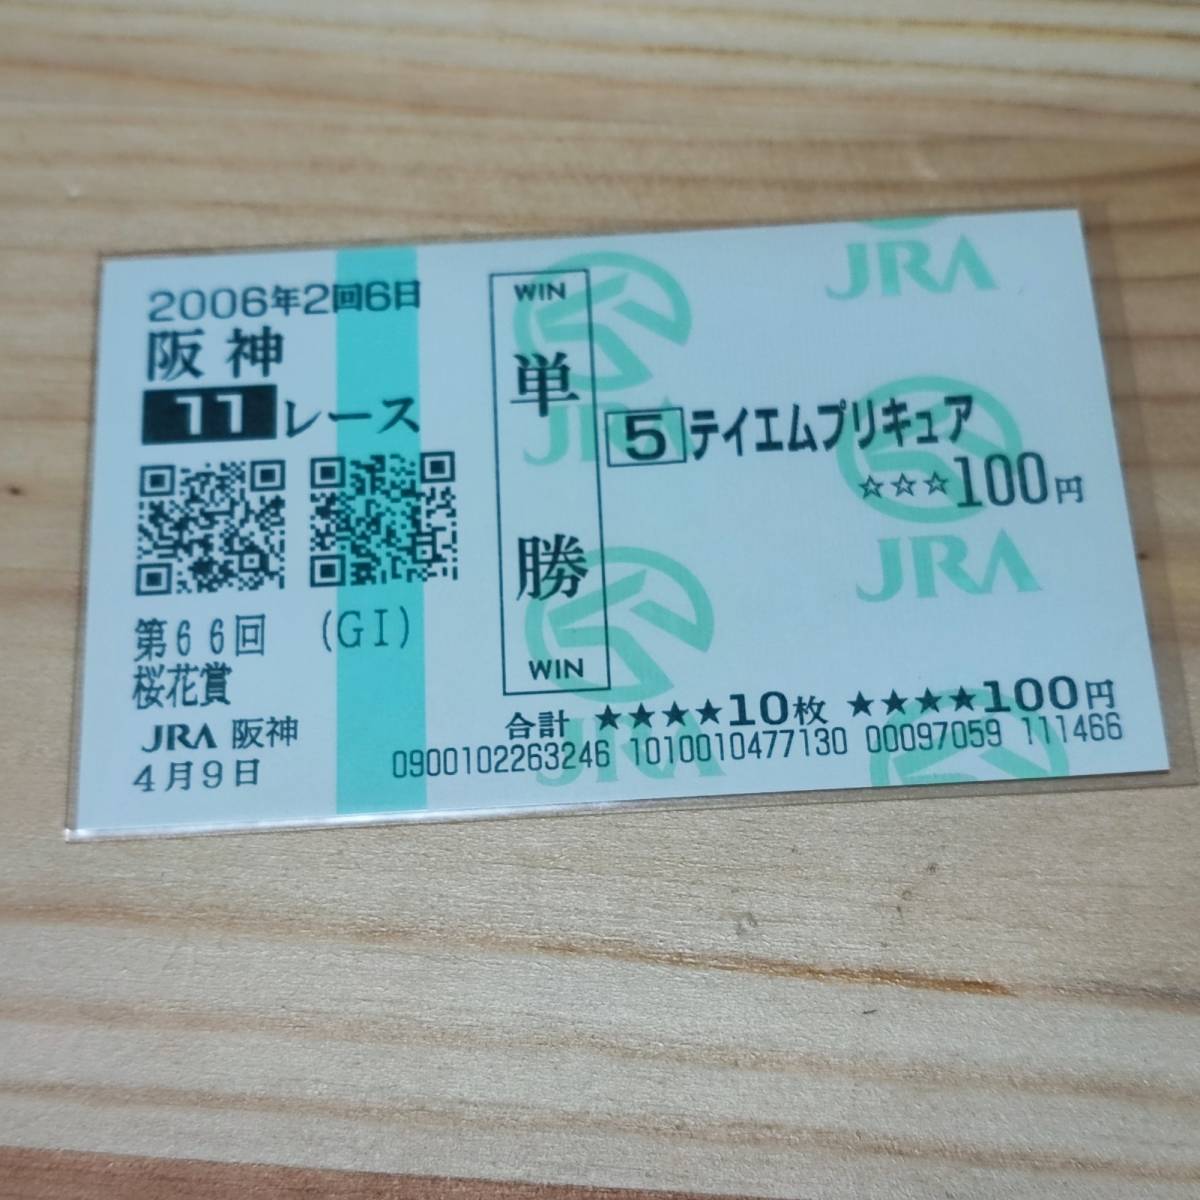 2006年2回6日
阪神
11レース
第66回 (GI)
桜花賞
JRA 阪神
4月9日
WIN
単勝
WIN
5 テイエムプリキュア
☆☆☆100円
合計 ★★★★10枚 ★★★★100円
0900102263246 1010010477130 00097059 111466
JRA
JRA
JRA
JRA